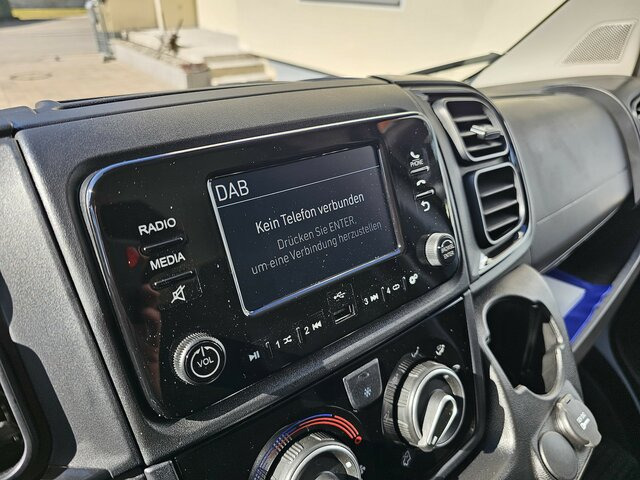 DAB
Kein Telefon verbunden
Drücken Sie ENTER,
um eine Verbindung herzustellen
RADIO
MEDIA
PHONE
ENTER
VOL
1
2
3
4